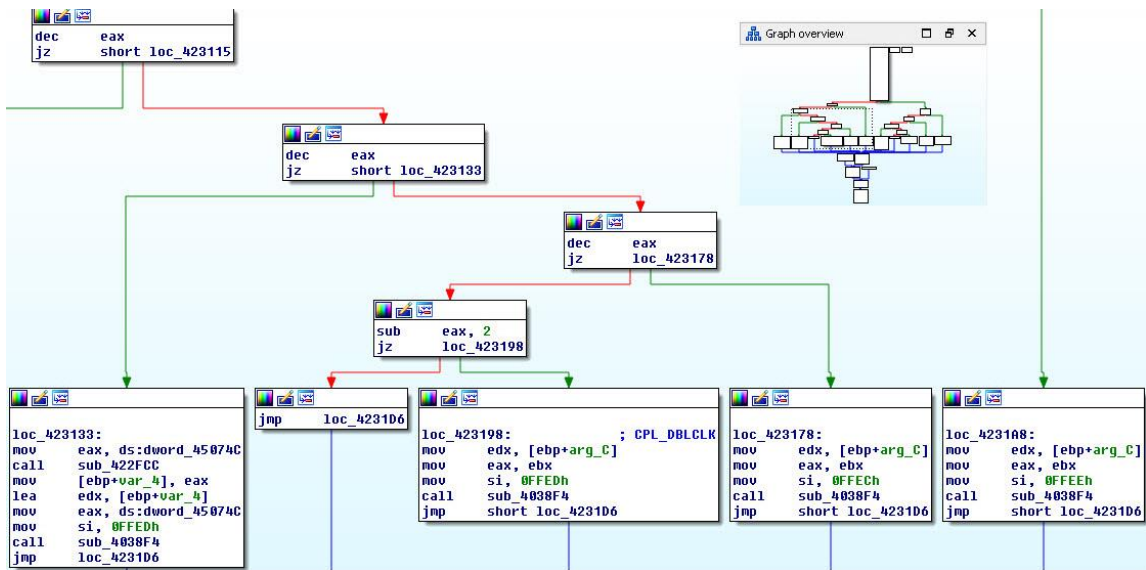 dec eax
jz short loc_423115
Graph overview
dec eax
jz short loc_423133
dec eax
jz loc_423178
sub eax, 2
jz loc_423198
loc_423133:
mov eax, ds:dword_45074C
call sub_422FCC
mov [ebp+var_4], eax
lea edx, [ebp+var_4]
mov eax, ds:dword_45074C
mov si, 0FFEDh
call sub_4038F4
jmp loc_4231D6
jmp loc_4231D6
loc_423198: ; CPL_DBLCLK
mov edx, [ebp+arg_C]
mov eax, ebx
mov si, 0FFEDh
call sub_4038F4
jmp short loc_4231D6
loc_423178:
mov edx, [ebp+arg_C]
mov eax, ebx
mov si, 0FFECh
call sub_4038F4
jmp short loc_4231D6
loc_4231A8:
mov edx, [ebp+arg_C]
mov eax, ebx
mov si, 0FFEEh
call sub_4038F4
jmp short loc_4231D6